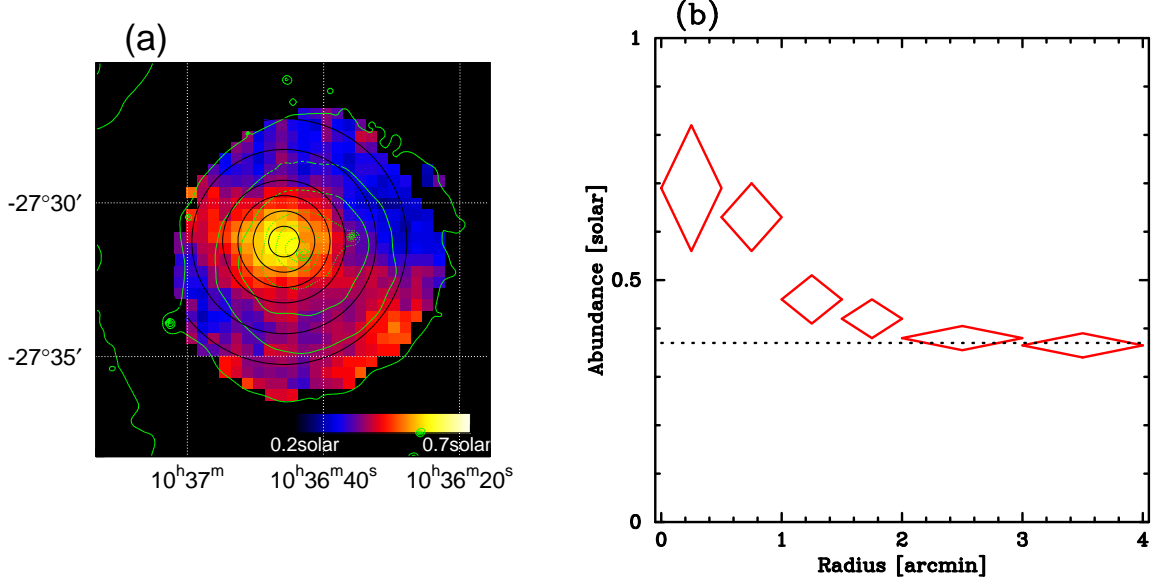 (a)
-27°30′
-27°35′
0.2solar
0.7solar
10ʰ37ᵐ
10ʰ36ᵐ40ˢ
10ʰ36ᵐ20ˢ
(b)
1
0.5
0
Abundance [solar]
0 1 2 3 4
Radius [arcmin]